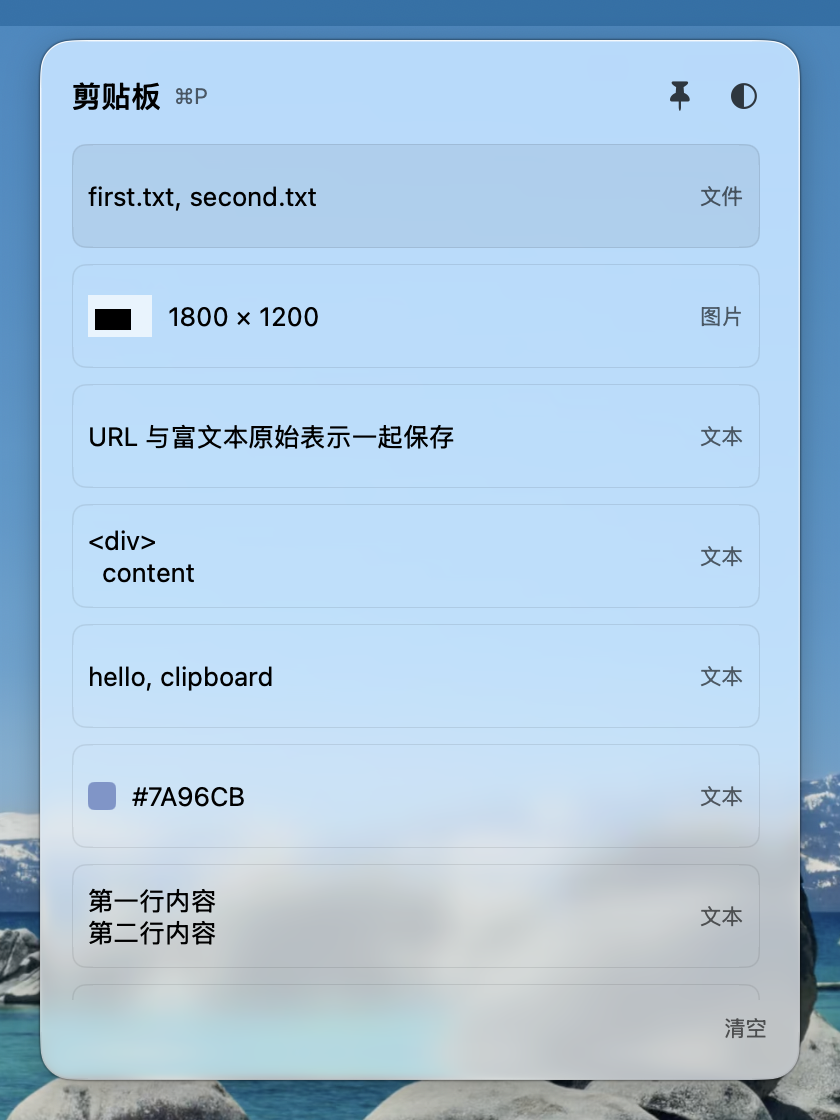 剪贴板 ⌘P
first.txt, second.txt 文件
1800 × 1200 图片
URL 与富文本原始表示一起保存 文本
<div>
content 文本
hello, clipboard 文本
#7A96CB 文本
第一行内容
第二行内容 文本
清空